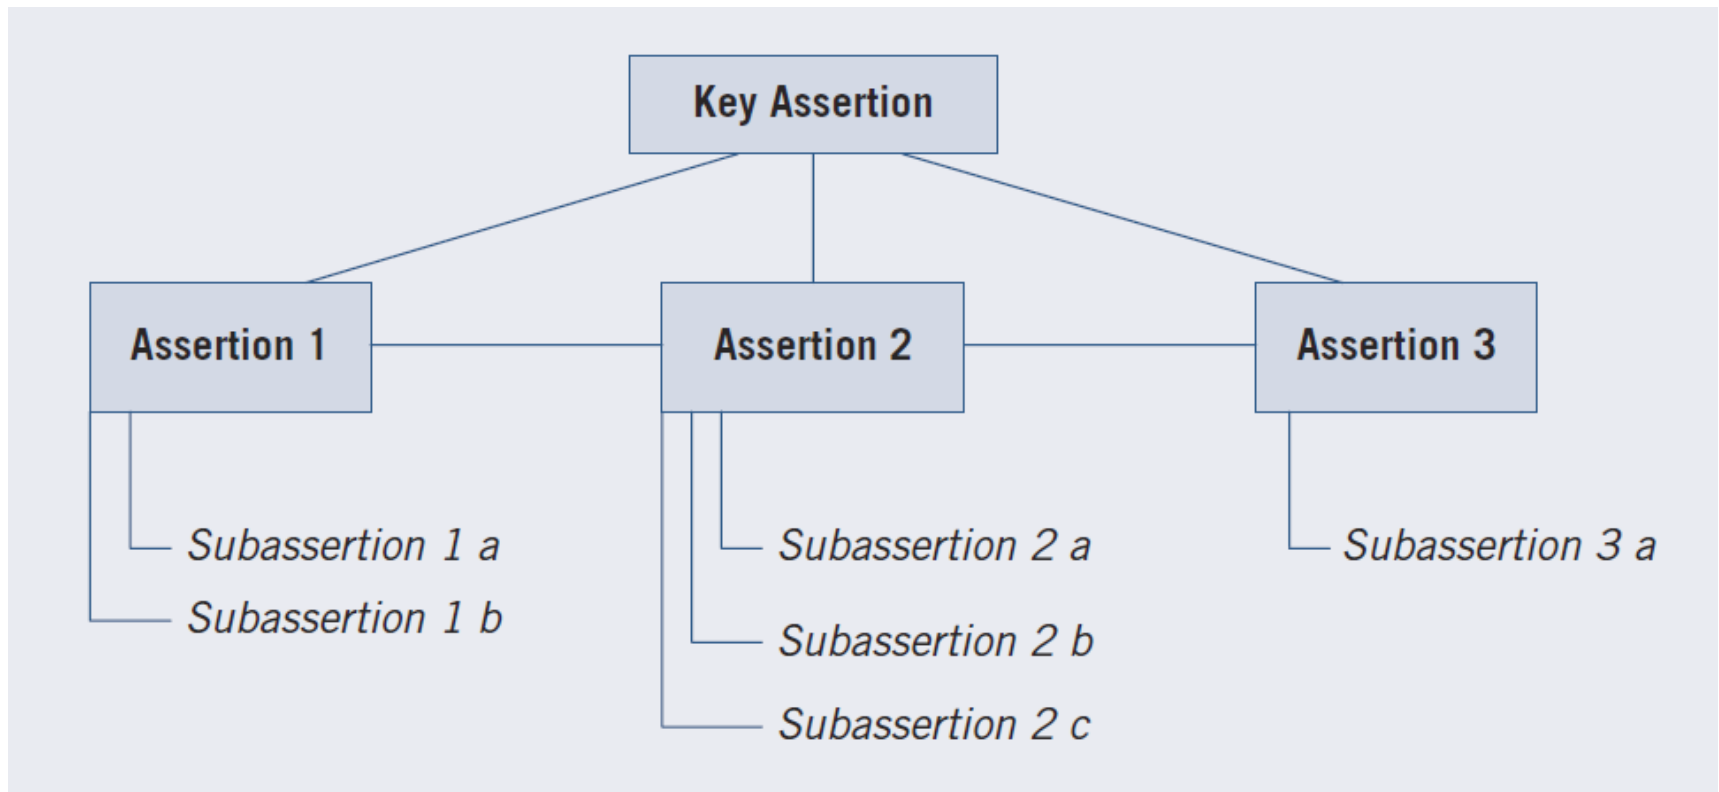 Key Assertion
Assertion 1
Assertion 2
Assertion 3
Subassertion 1 a
Subassertion 1 b
Subassertion 2 a
Subassertion 2 b
Subassertion 2 c
Subassertion 3 a